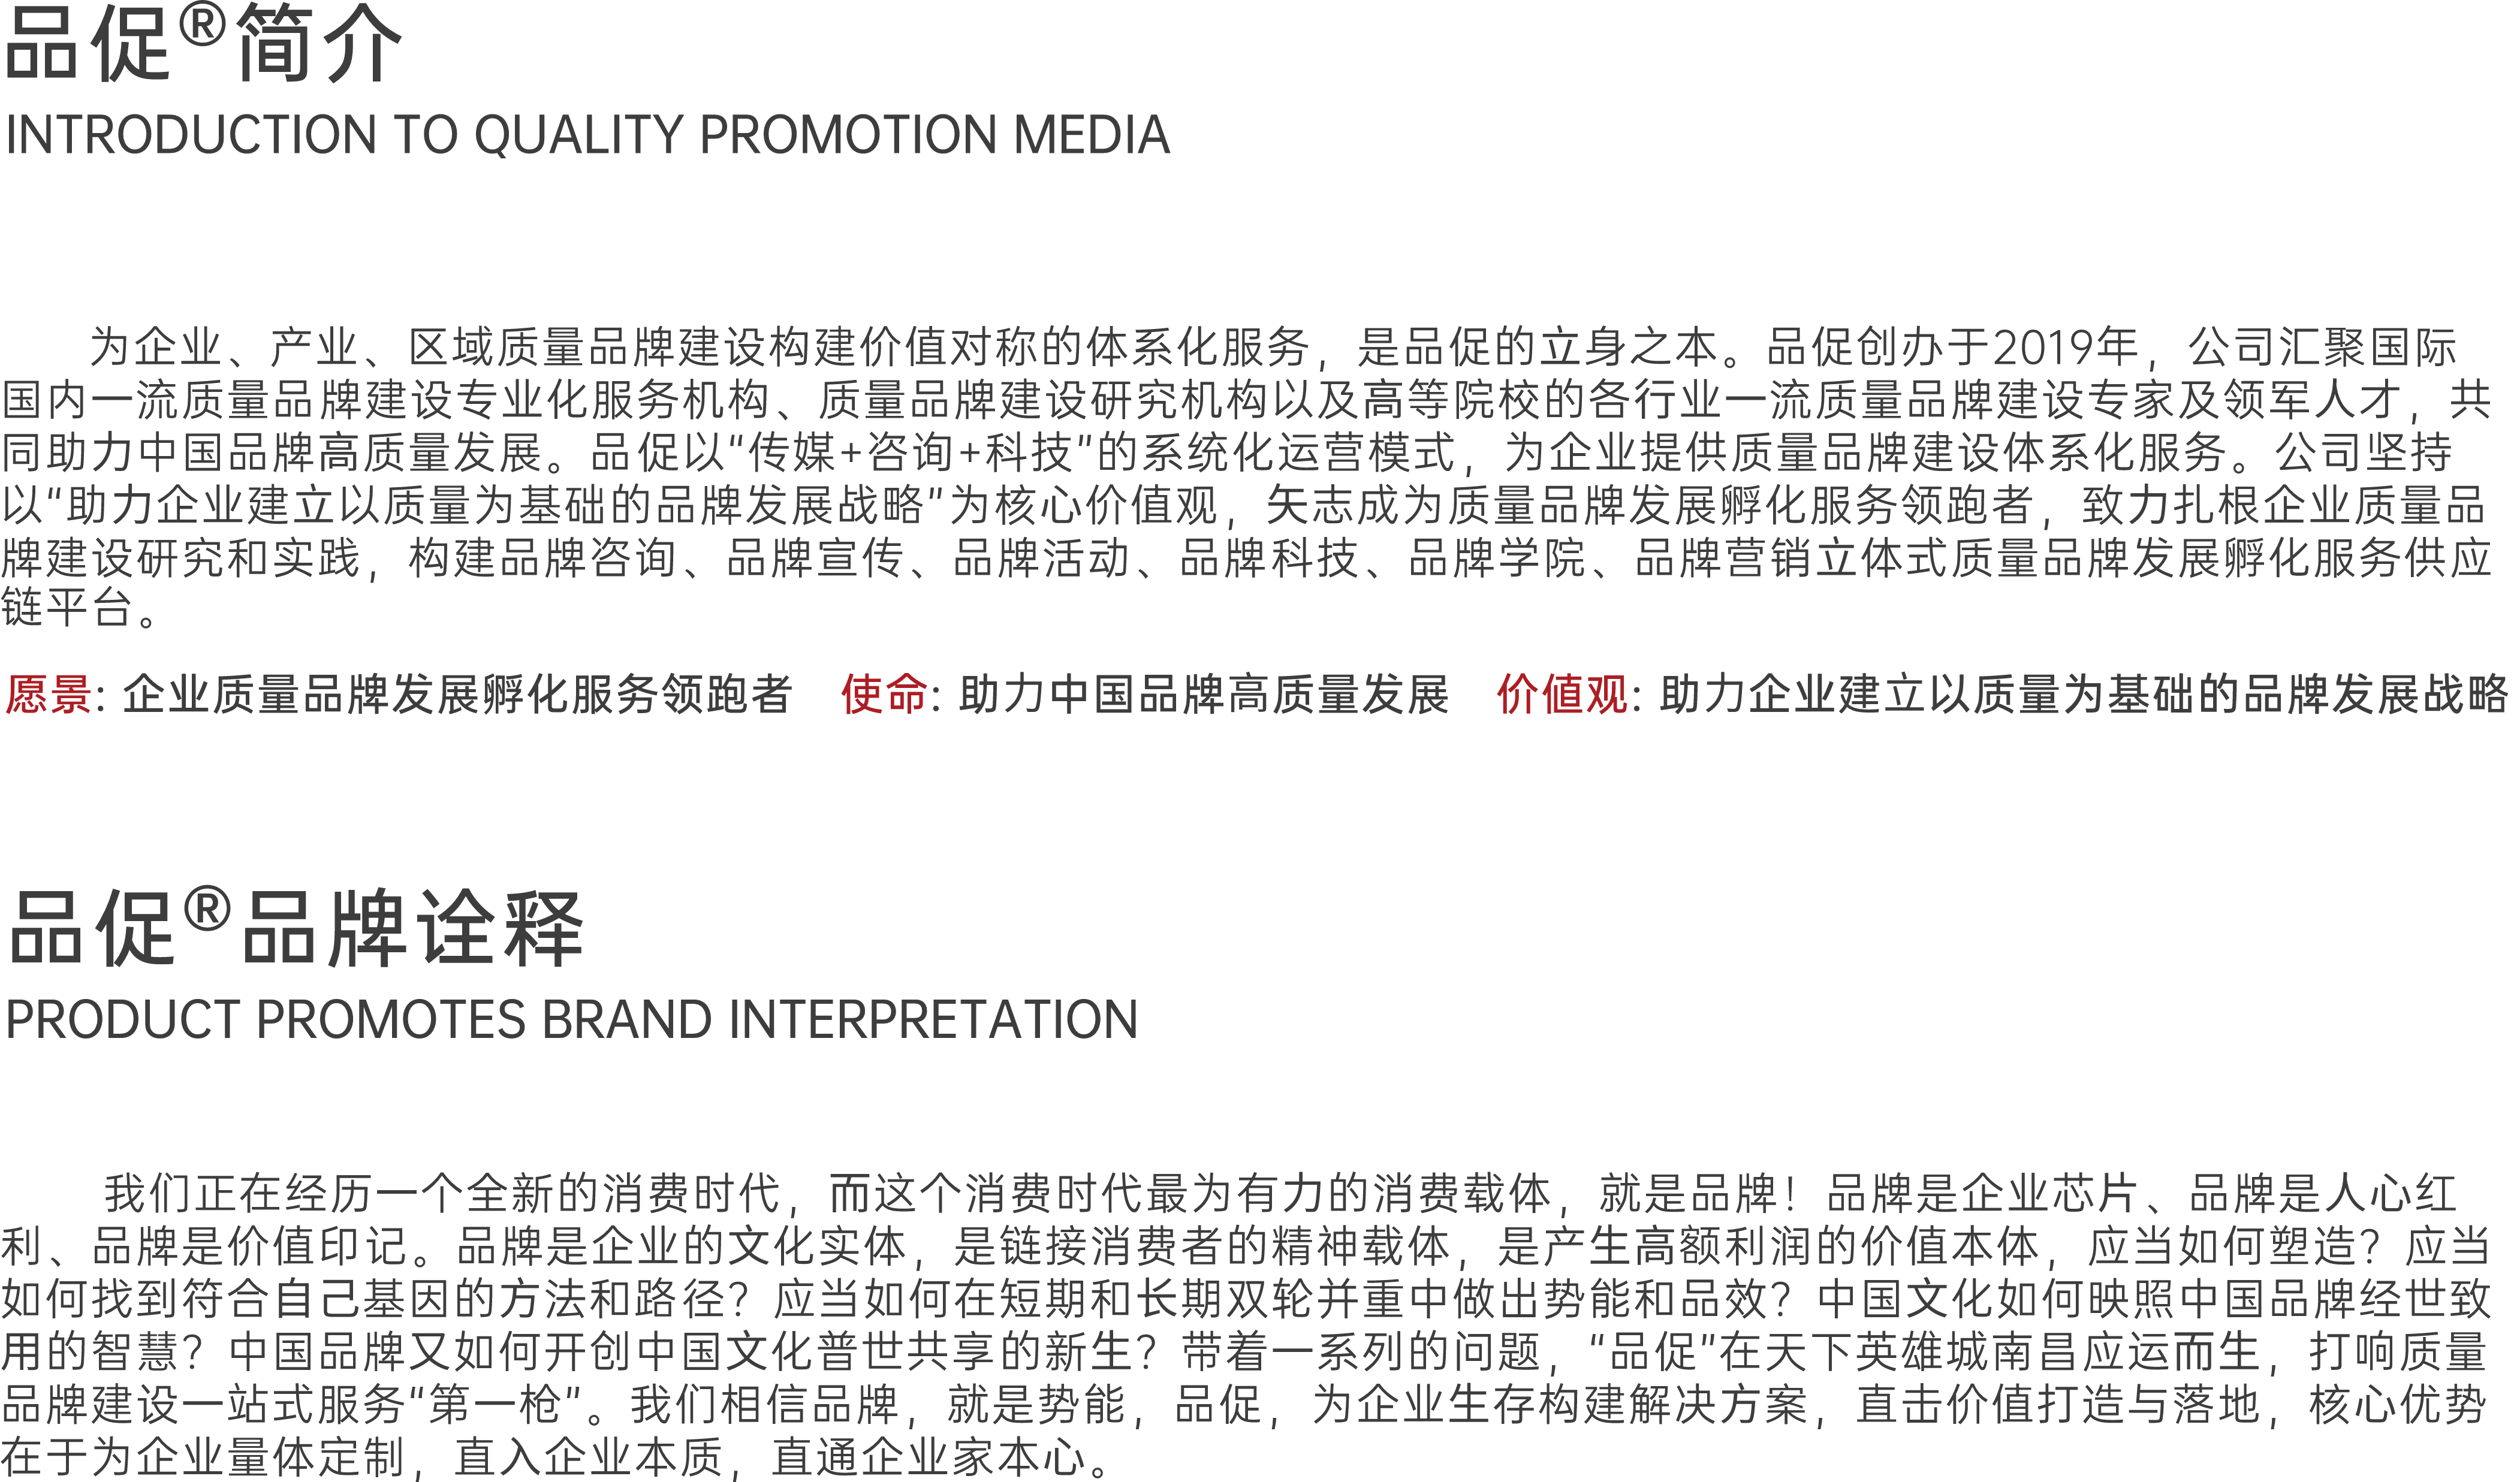 品促®简介
INTRODUCTION TO QUALITY PROMOTION MEDIA
为企业、产业、区域质量品牌建设构建价值对称的体系化服务，是品促的立身之本。品促创办于2019年，公司汇聚国际
国内一流质量品牌建设专业化服务机构、质量品牌建设研究机构以及高等院校的各行业一流质量品牌建设专家及领军人才，共
同助力中国品牌高质量发展。品促以“传媒+咨询+科技”的系统化运营模式，为企业提供质量品牌建设体系化服务。公司坚持
以“助力企业建立以质量为基础的品牌发展战略”为核心价值观，矢志成为质量品牌发展孵化服务领跑者，致力扎根企业质量品
牌建设研究和实践，构建品牌咨询、品牌宣传、品牌活动、品牌科技、品牌学院、品牌营销立体式质量品牌发展孵化服务供应
链平台。
愿景: 企业质量品牌发展孵化服务领跑者 使命: 助力中国品牌高质量发展 价值观: 助力企业建立以质量为基础的品牌发展战略
品促®品牌诠释
PRODUCT PROMOTES BRAND INTERPRETATION
我们正在经历一个全新的消费时代，而这个消费时代最为有力的消费载体，就是品牌！品牌是企业芯片、品牌是人心红
利、品牌是价值印记。品牌是企业的文化实体，是链接消费者的精神载体，是产生高额利润的价值本体，应当如何塑造？应当
如何找到符合自己基因的方法和路径？应当如何在短期和长期双轮并重中做出势能和品效？中国文化如何映照中国品牌经世致
用的智慧？中国品牌又如何开创中国文化普世共享的新生？带着一系列的问题，“品促”在天下英雄城南昌应运而生，打响质量
品牌建设一站式服务“第一枪”。我们相信品牌，就是势能，品促，为企业生存构建解决方案，直击价值打造与落地，核心优势
在于为企业量体定制，直入企业本质，直通企业家本心。